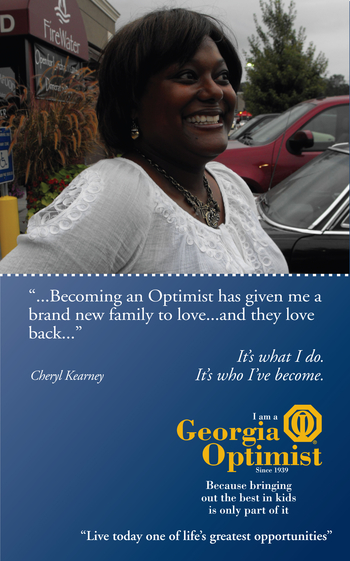 FireWater
D
“...Becoming an Optimist has given me a
brand new family to love...and they love
back...”
It’s what I do.
Cheryl Kearney
It’s who I’ve become.
I am a
Georgia
Optimist
Since 1939
Because bringing
out the best in kids
is only part of it
“Live today one of life’s greatest opportunities”